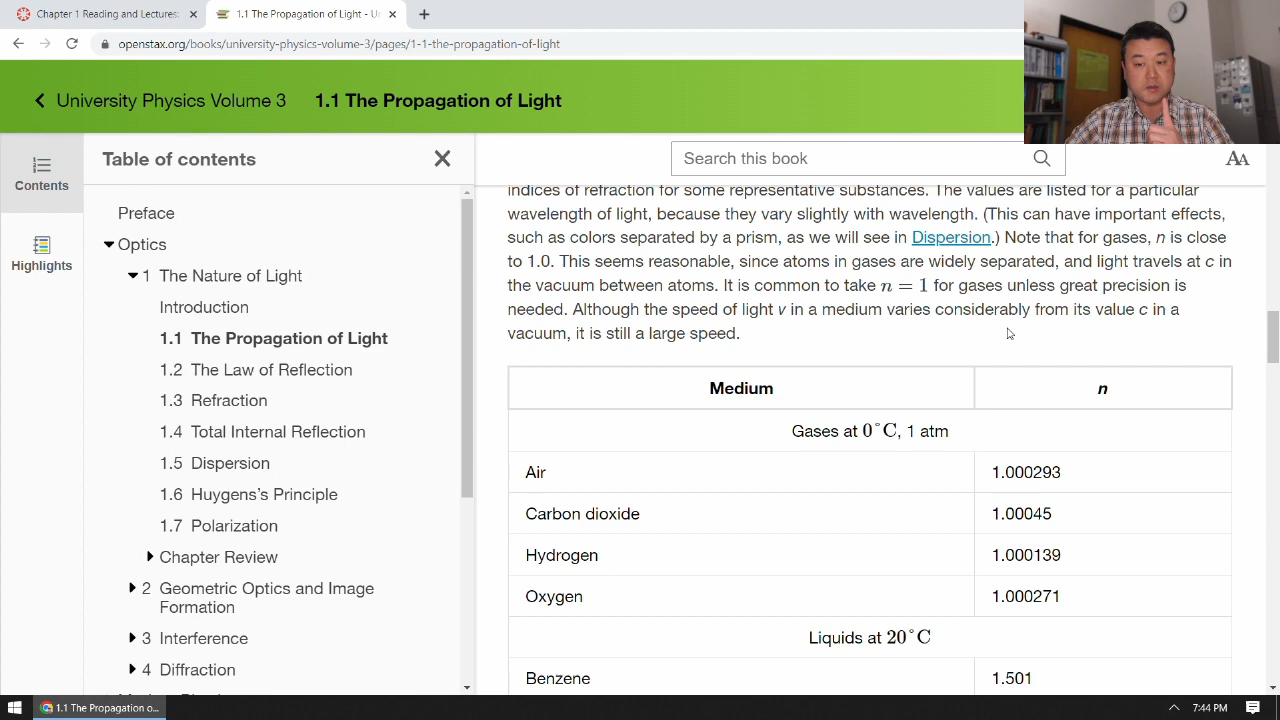 Chapter 1 Reading and Lectures:
1.1 The Propagation of Light - Un
openstax.org/books/university-physics-volume-3/pages/1-1-the-propagation-of-light
University Physics Volume 3 1.1 The Propagation of Light
Contents
Highlights
Table of contents
Preface
Optics
1 The Nature of Light
Introduction
1.1 The Propagation of Light
1.2 The Law of Reflection
1.3 Refraction
1.4 Total Internal Reflection
1.5 Dispersion
1.6 Huygens's Principle
1.7 Polarization
Chapter Review
2 Geometric Optics and Image
Formation
3 Interference
4 Diffraction
Search this book
AA
indices of refraction for some representative substances. The values are listed for a particular
wavelength of light, because they vary slightly with wavelength. (This can have important effects,
such as colors separated by a prism, as we will see in Dispersion.) Note that for gases, n is close
to 1.0. This seems reasonable, since atoms in gases are widely separated, and light travels at c in
the vacuum between atoms. It is common to take n = 1 for gases unless great precision is
needed. Although the speed of light v in a medium varies considerably from its value c in a
vacuum, it is still a large speed.
Medium n
Gases at 0°C, 1 atm
Air 1.000293
Carbon dioxide 1.00045
Hydrogen 1.000139
Oxygen 1.000271
Liquids at 20°C
Benzene 1.501
1.1 The Propagation o...
7:44 PM